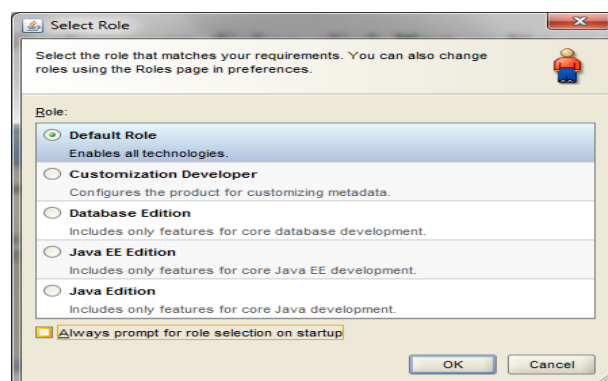 Select Role
Select the role that matches your requirements. You can also change
roles using the Roles page in preferences.
Role:
Default Role
Enables all technologies.
Customization Developer
Configures the product for customizing metadata.
Database Edition
Includes only features for core database development.
Java EE Edition
Includes only features for core Java EE development.
Java Edition
Includes only features for core Java development.
Always prompt for role selection on startup
OK
Cancel